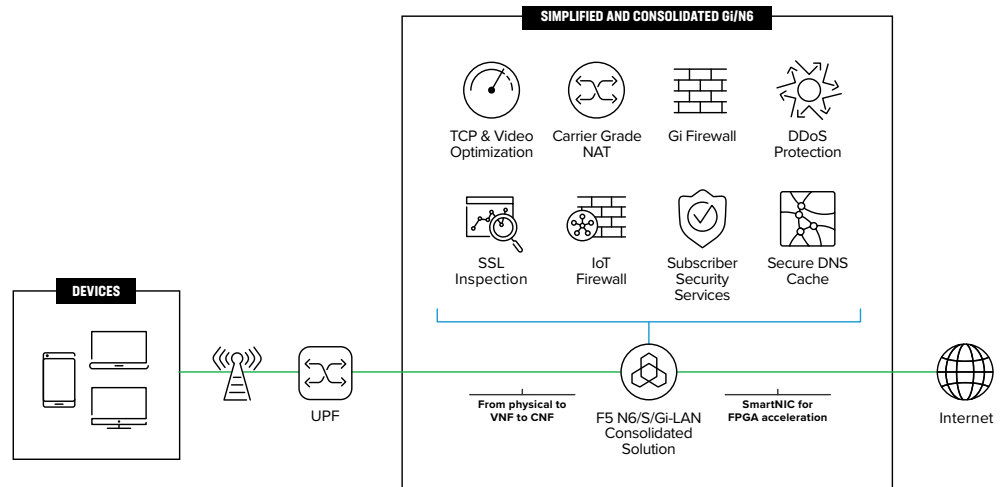 SIMPLIFIED AND CONSOLIDATED Gi/N6
TCP & Video
Optimization
Carrier Grade
NAT
Gi Firewall
DDoS
Protection
SSL
Inspection
IoT
Firewall
Subscriber
Security
Services
Secure DNS
Cache
DEVICES
UPF
From physical to
VNF to CNF
F5 N6/S/Gi-LAN
Consolidated
Solution
SmartNIC for
FPGA acceleration
Internet